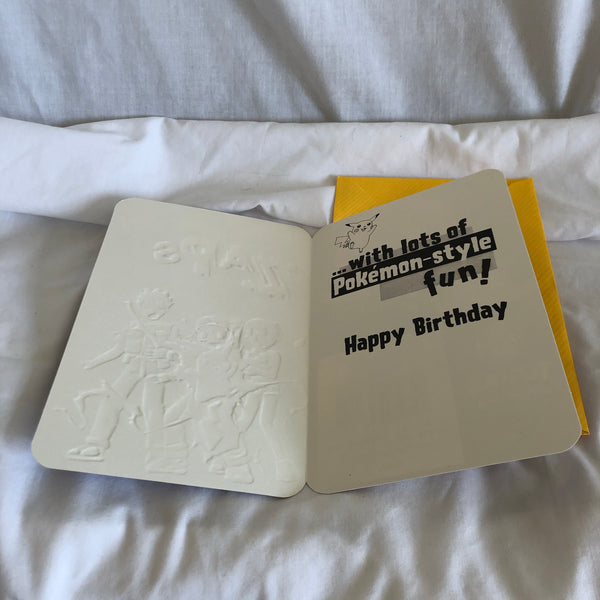 ...with lots of
Pokémon-style
fun!
Happy Birthday